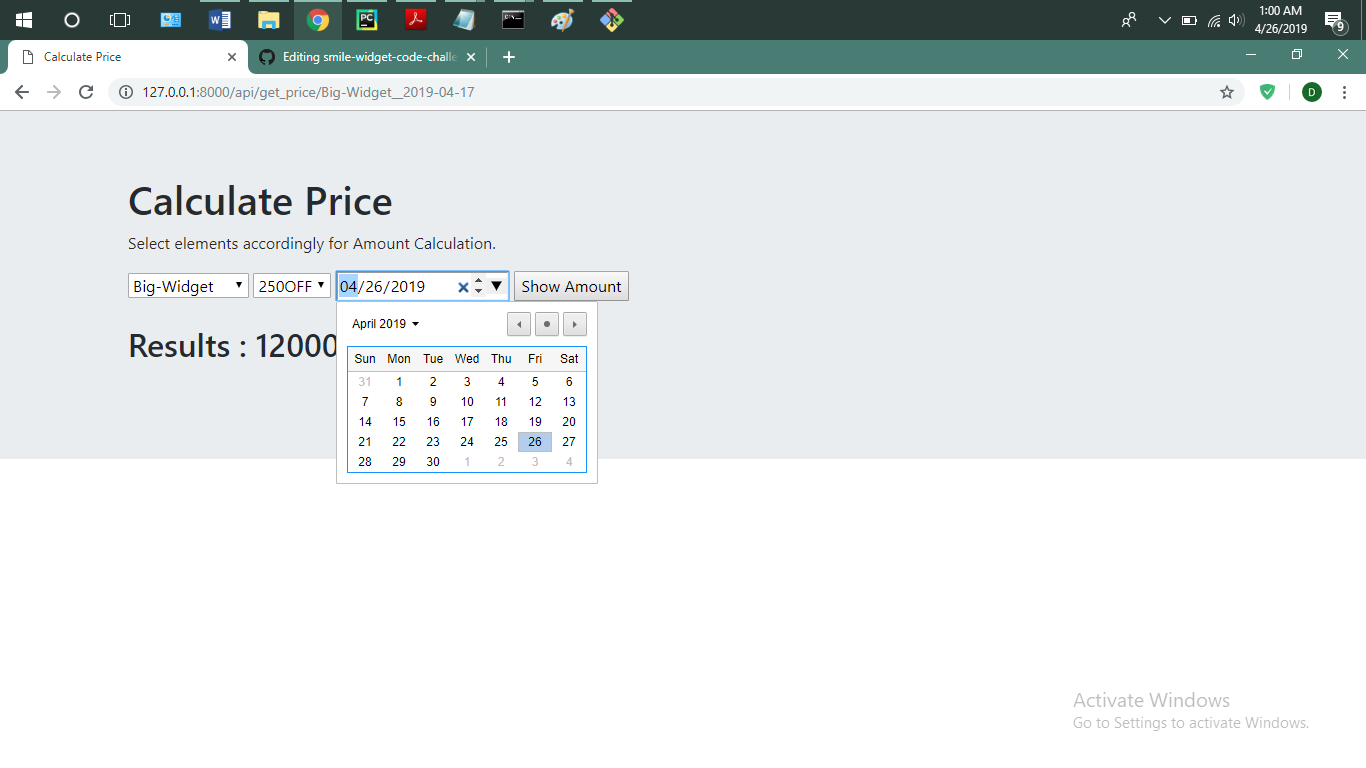 1:00 AM
4/26/2019
9
Calculate Price
Editing smile-widget-code-challe
127.0.0.1:8000/api/get_price/Big-Widget__2019-04-17
D
Calculate Price
Select elements accordingly for Amount Calculation.
Big-Widget 250OFF 04/26/2019 Show Amount
Results : 12000
April 2019
Sun Mon Tue Wed Thu Fri Sat
31 1 2 3 4 5 6
7 8 9 10 11 12 13
14 15 16 17 18 19 20
21 22 23 24 25 26 27
28 29 30 1 2 3 4
Activate Windows
Go to Settings to activate Windows.